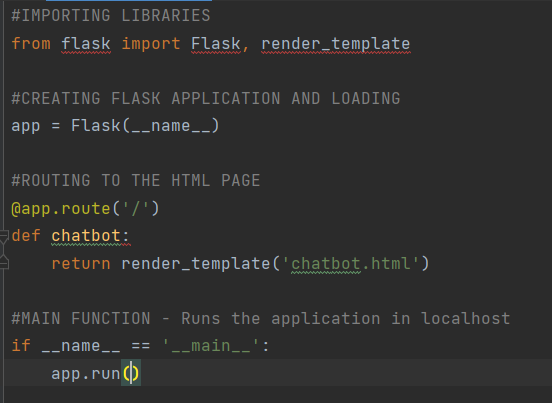 #IMPORTING LIBRARIES
from flask import Flask, render_template
#CREATING FLASK APPLICATION AND LOADING
app = Flask(__name__)
#ROUTING TO THE HTML PAGE
@app.route('/')
def chatbot:
    return render_template('chatbot.html')
#MAIN FUNCTION - Runs the application in localhost
if __name__ == '__main__':
    app.run()